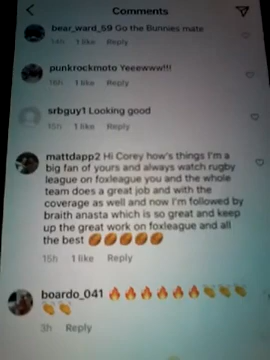 Comments
bear_ward_59 Go the Bunnies mate
14h 1 like Reply
punkrockmoto Yeeewww!!!
15h 1 like Reply
srbguy1 Looking good
15h 1 like Reply
mattdapp2 Hi Corey how's things I'm a
big fan of yours and always watch rugby
league on foxleague you and the whole
team does a great job and with the
coverage as well and now I'm followed by
braith anasta which is so great and keep
up the great work on foxleague and all
the best 🏉🏉🏉🏉🏉
15h 1 like Reply
boardo_041 🔥🔥🔥🔥🔥🔥👏👏👏
👏👏
3h Reply